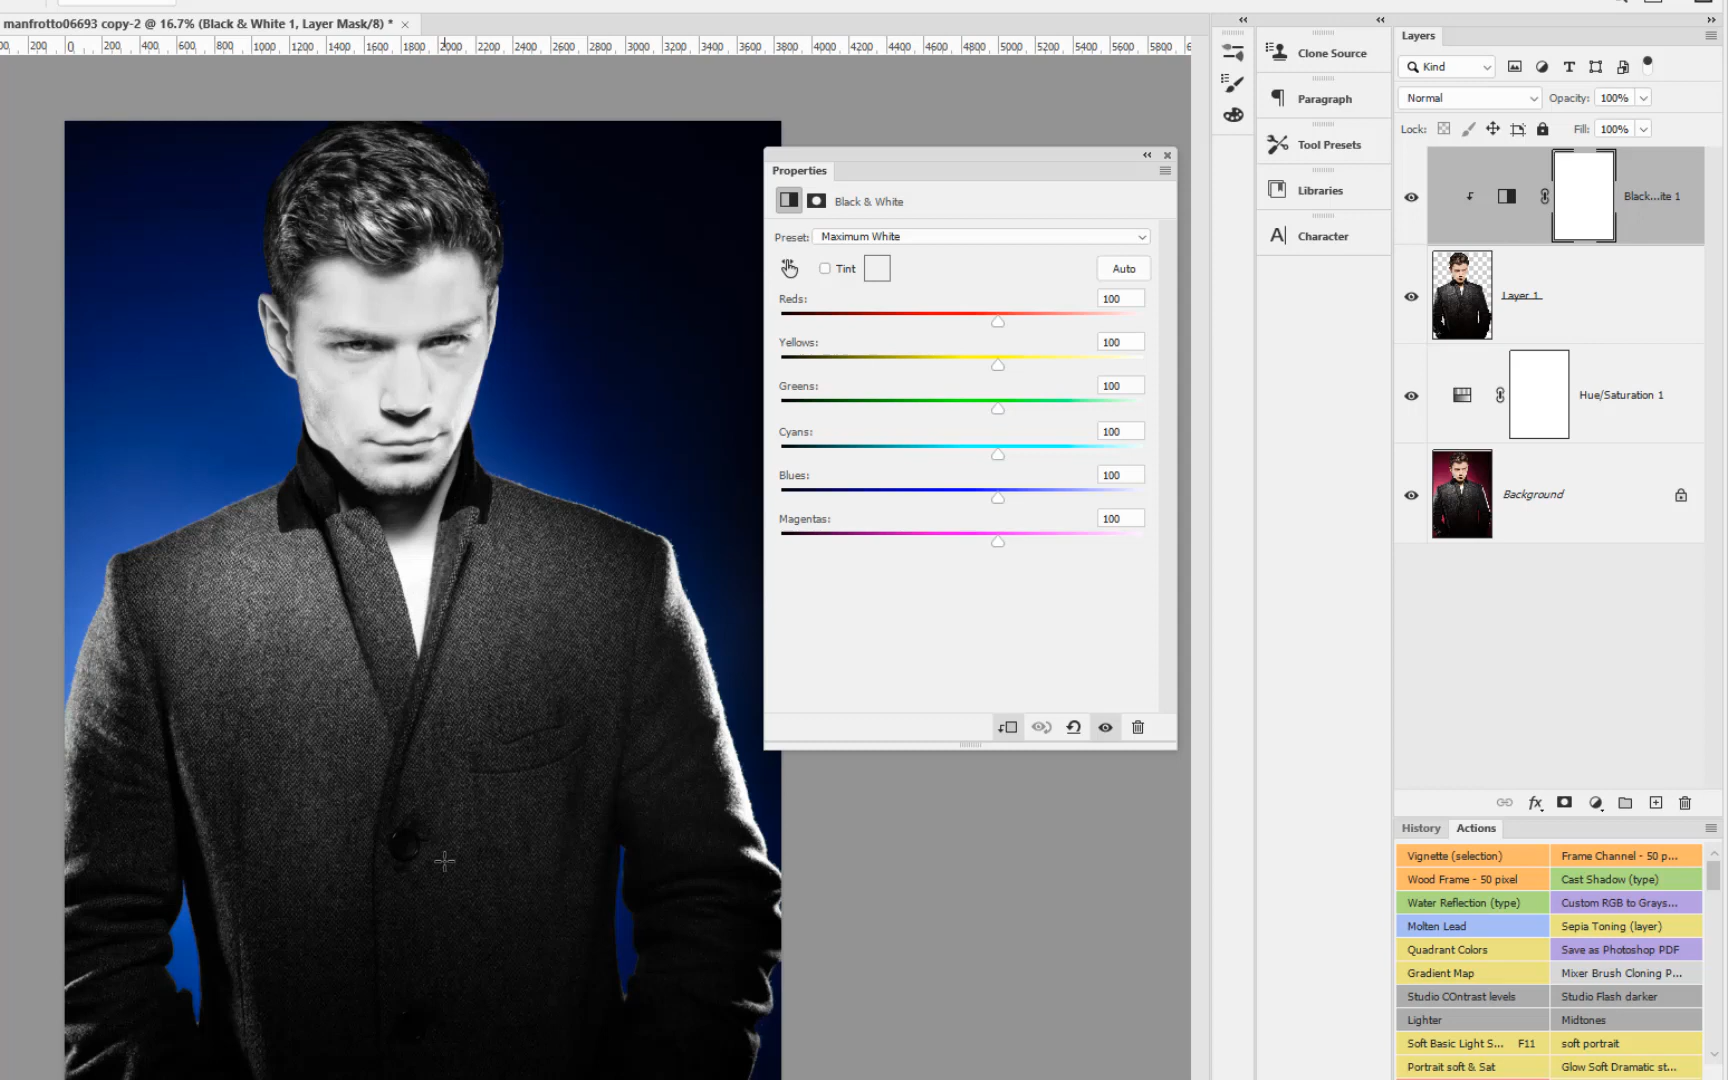 manfrotto06693 copy-2 @ 16.7% (Black & White 1, Layer Mask/8) * ×
200 0 200 400 600 800 1000 1200 1400 1600 1800 2000 2200 2400 2600 2800 3000 3200 3400 3600 3800 4000 4200 4400 4600 4800 5000 5200 5400 5600 5800
Properties
Black & White
Preset: Maximum White
Tint Auto
Reds: 100
Yellows: 100
Greens: 100
Cyans: 100
Blues: 100
Magentas: 100
Clone Source
Paragraph
Tool Presets
Libraries
Character
Layers
Kind
Normal Opacity: 100%
Lock: Fill: 100%
Black...ite 1
Layer 1
Hue/Saturation 1
Background
fx
History Actions
Vignette (selection) Frame Channel - 50 p...
Wood Frame - 50 pixel Cast Shadow (type)
Water Reflection (type) Custom RGB to Grays...
Molten Lead Sepia Toning (layer)
Quadrant Colors Save as Photoshop PDF
Gradient Map Mixer Brush Cloning P...
Studio COntrast levels Studio Flash darker
Lighter Midtones
Soft Basic Light S... F11 soft portrait
Portrait soft & Sat Glow Soft Dramatic st...